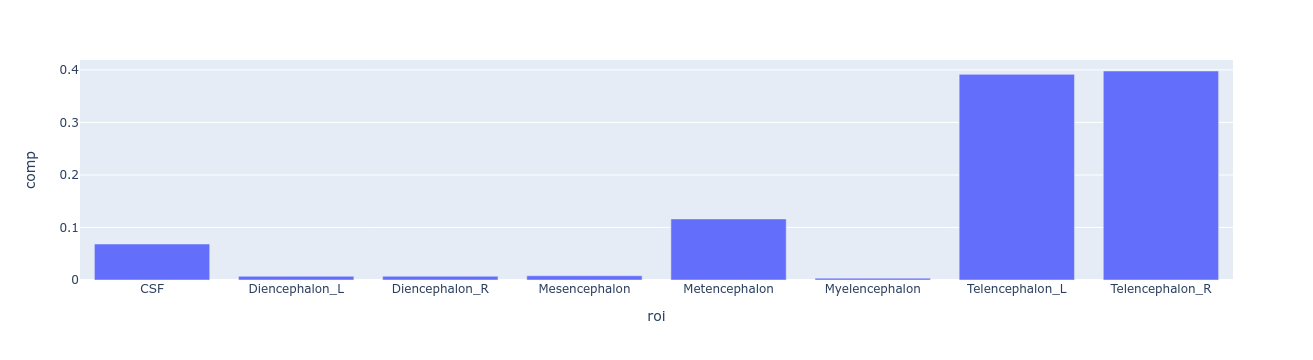 0.4
0.3
0.2
0.1
0
comp
CSF Diencephalon_L Diencephalon_R Mesencephalon Metencephalon Myelencephalon Telencephalon_L Telencephalon_R
roi